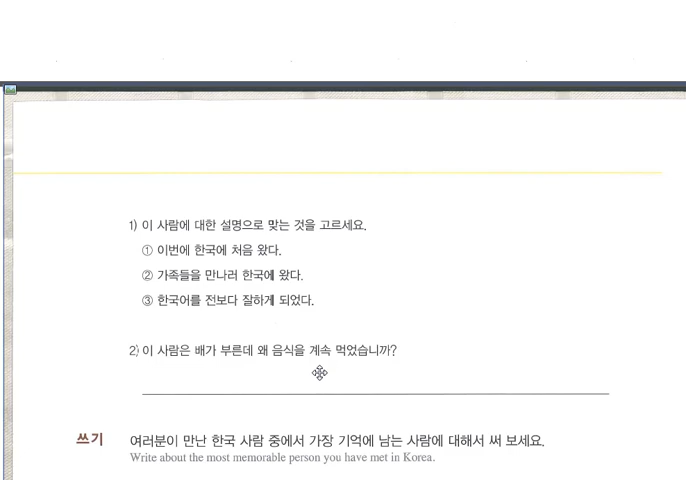 1) 이 사람에 대한 설명으로 맞는 것을 고르세요.
① 이번에 한국에 처음 왔다.
② 가족들을 만나러 한국에 왔다.
③ 한국어를 전보다 잘하게 되었다.
2) 이 사람은 배가 부른데 왜 음식을 계속 먹었습니까?
쓰기 여러분이 만난 한국 사람 중에서 가장 기억에 남는 사람에 대해서 써 보세요.
Write about the most memorable person you have met in Korea.